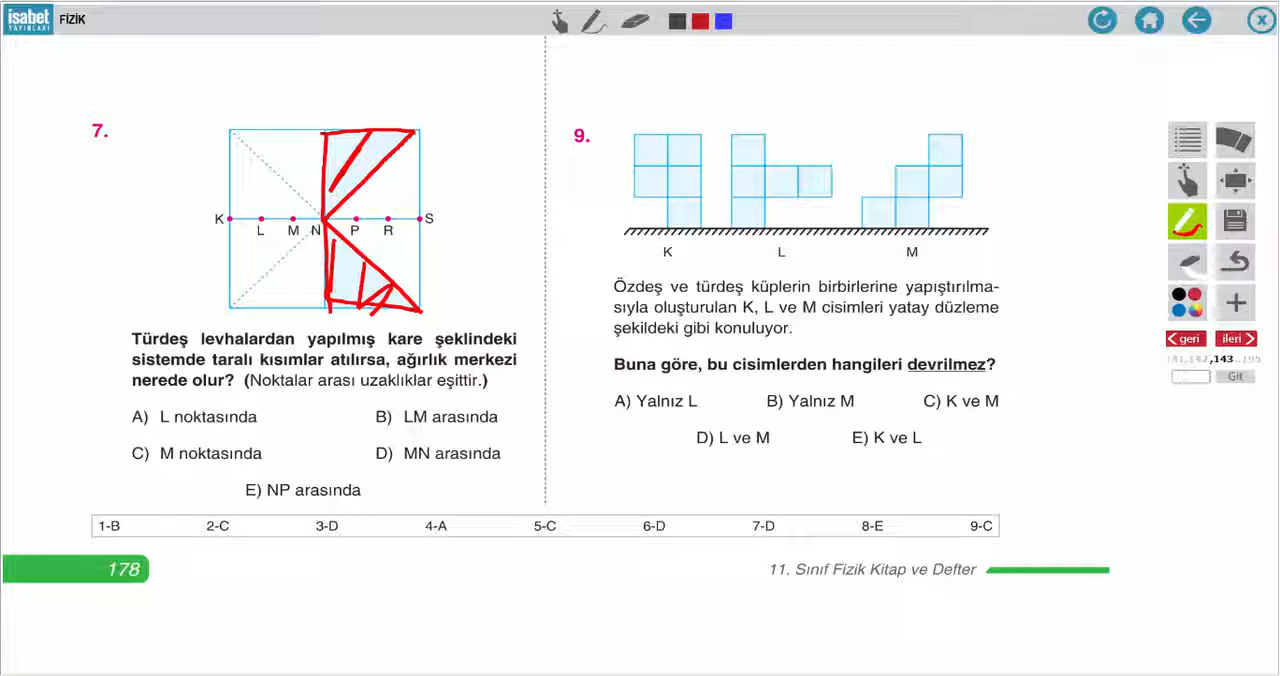 isabet
YAYINLARI
FİZİK
7.
K
L
M
N
P
R
S
Türdeş levhalardan yapılmış kare şeklindeki
sistemde taralı kısımlar atılırsa, ağırlık merkezi
nerede olur? (Noktalar arası uzaklıklar eşittir.)
A) L noktasında
B) LM arasında
C) M noktasında
D) MN arasında
E) NP arasında
9.
K
L
M
Özdeş ve türdeş küplerin birbirlerine yapıştırılma-
sıyla oluşturulan K, L ve M cisimleri yatay düzleme
şekildeki gibi konuluyor.
Buna göre, bu cisimlerden hangileri devrilmez?
A) Yalnız L
B) Yalnız M
C) K ve M
D) L ve M
E) K ve L
1-B 2-C 3-D 4-A 5-C 6-D 7-D 8-E 9-C
178
11. Sınıf Fizik Kitap ve Defter
geri
ileri
,143
Git